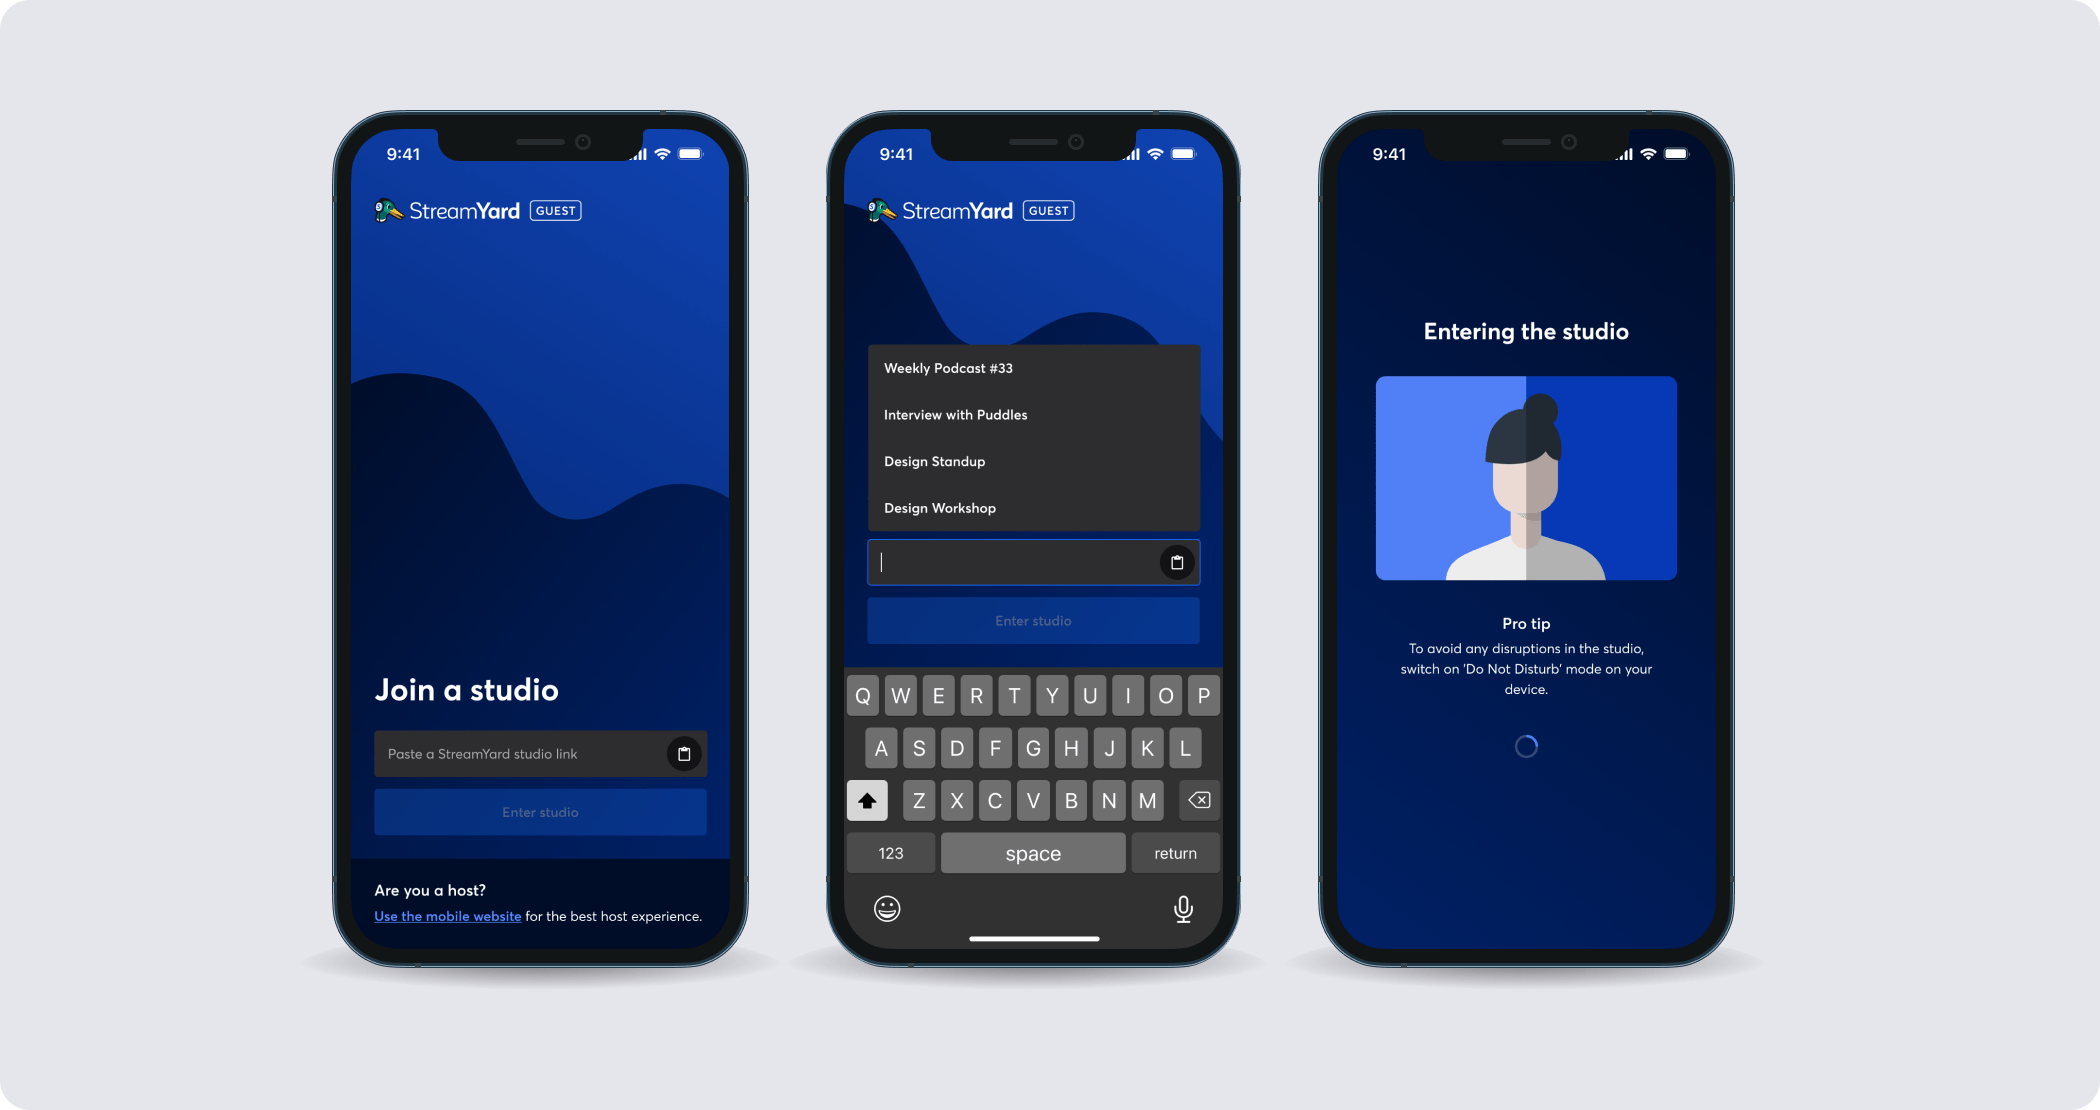 9:41
StreamYard GUEST
Join a studio
Paste a StreamYard studio link
Enter studio
Are you a host?
Use the mobile website for the best host experience.
9:41
StreamYard GUEST
Weekly Podcast #33
Interview with Puddles
Design Standup
Design Workshop
Enter studio
Q W E R T Y U I O P
A S D F G H J K L
Z X C V B N M
123 space return
9:41
Entering the studio
Pro tip
To avoid any disruptions in the studio,
switch on 'Do Not Disturb' mode on your
device.